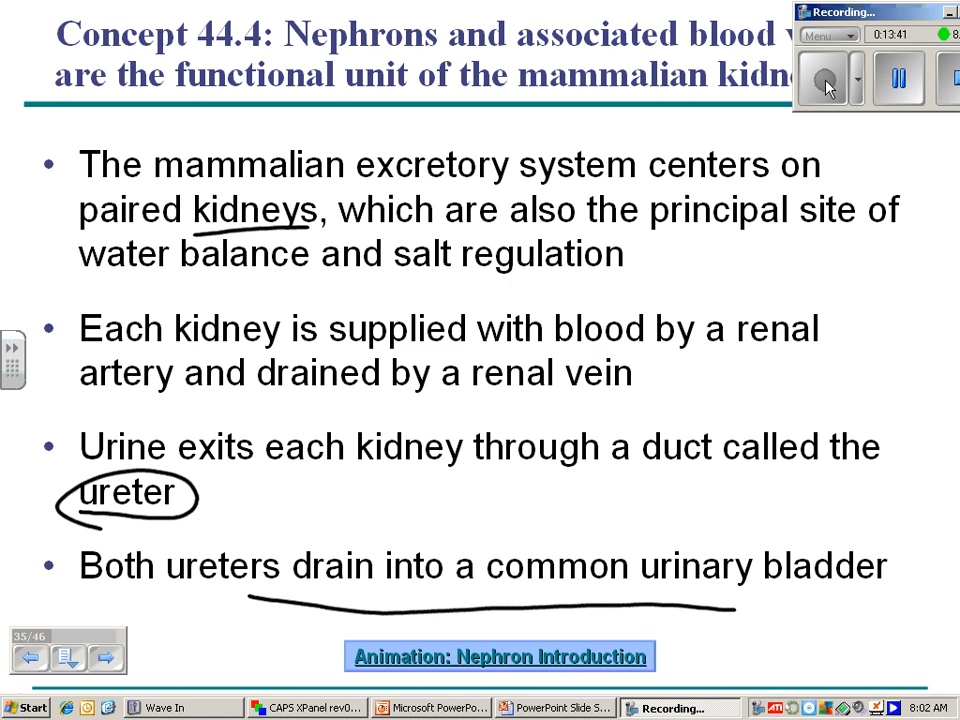 Concept 44.4: Nephrons and associated blood
are the functional unit of the mammalian
Recording...
Menu
0:13:41
8.
• The mammalian excretory system centers on
paired kidneys, which are also the principal site of
water balance and salt regulation
• Each kidney is supplied with blood by a renal
artery and drained by a renal vein
• Urine exits each kidney through a duct called the
ureter
• Both ureters drain into a common urinary bladder
35/46
Animation: Nephron Introduction
Start
Wave In
CAPS XPanel rev0...
Microsoft PowerPo...
PowerPoint Slide S...
Recording...
ATI
8:02 AM